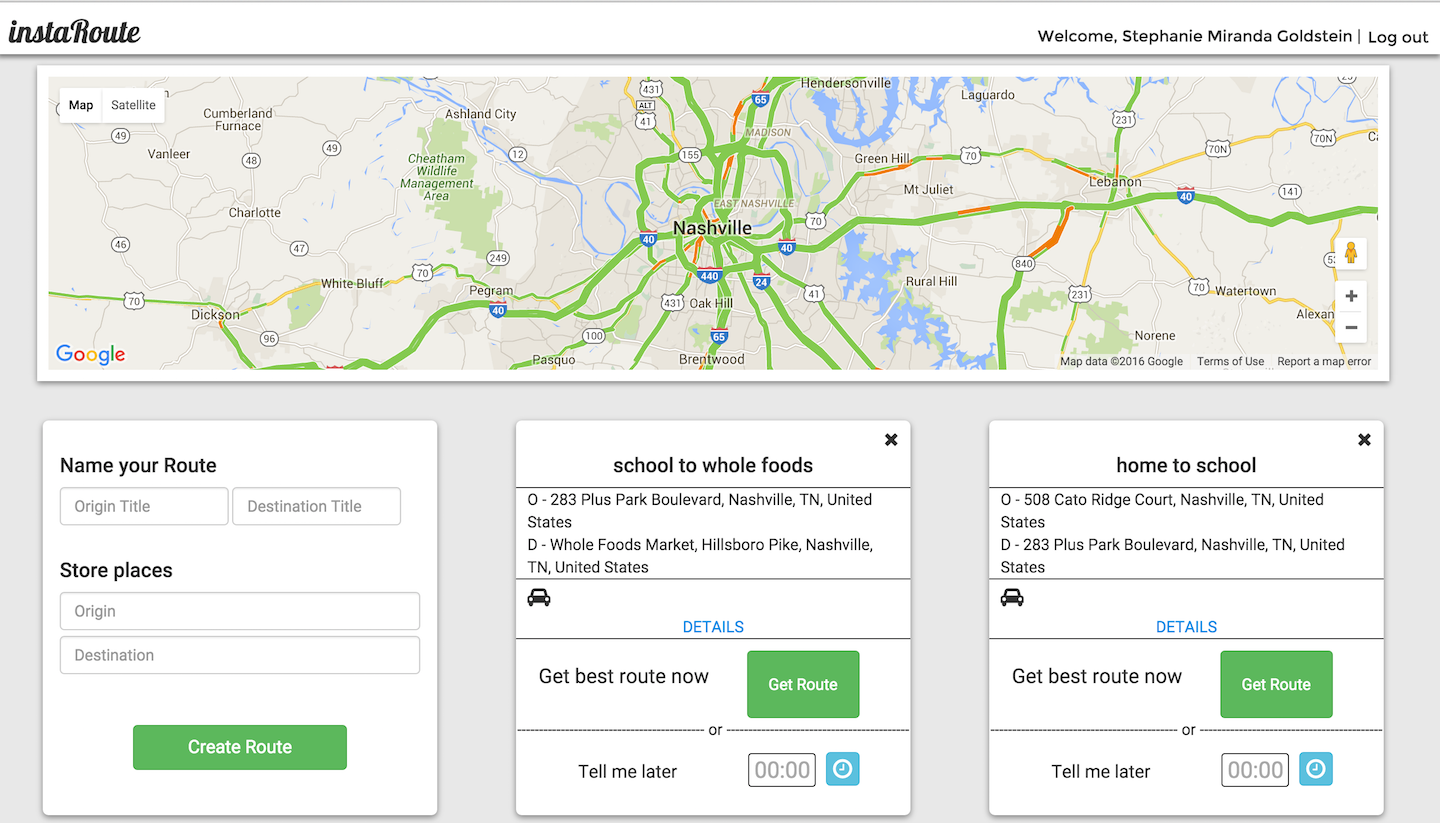 instaRoute
Welcome, Stephanie Miranda Goldstein | Log out
Map
Satellite
431
ALT
41
65
Hendersonville
Laguardo
231
Cumberland
Furnace
Ashland City
49
MADISON
70N
70N
Vanleer
48
49
12
155
Green Hill
70
Cheatham
Wildlife
Management
Area
Mt Juliet
Lebanon
141
40
EAST NASHVILLE
Charlotte
70
Nashville
46
47
249
40
40
840
70
440
24
White Bluff
Pegram
Oak Hill
41
Rural Hill
231
70
Watertown
70
Dickson
40
431
96
100
65
Norene
Pasquo
Brentwood
Google
Map data ©2016 Google
Terms of Use
Report a map error
Name your Route
Origin Title
Destination Title
Store places
Origin
Destination
Create Route
school to whole foods
O - 283 Plus Park Boulevard, Nashville, TN, United
States
D - Whole Foods Market, Hillsboro Pike, Nashville,
TN, United States
DETAILS
Get best route now
Get Route
or
Tell me later
00:00
home to school
O - 508 Cato Ridge Court, Nashville, TN, United
States
D - 283 Plus Park Boulevard, Nashville, TN, United
States
DETAILS
Get best route now
Get Route
or
Tell me later
00:00